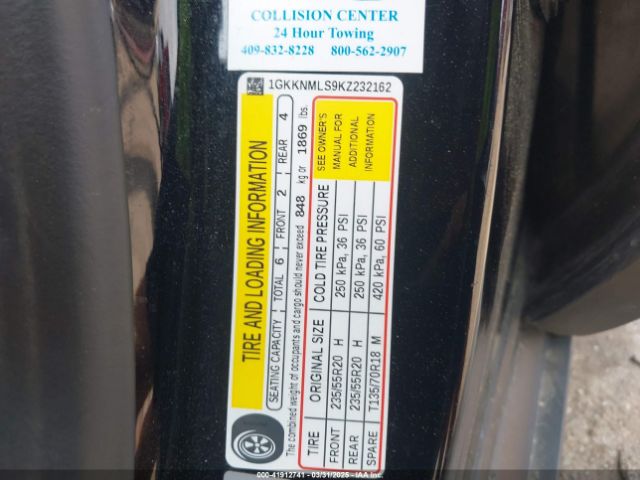 COLLISION CENTER
24 Hour Towing
409-832-8228 800-562-2907
1GKKNMLS9KZ232162
TIRE AND LOADING INFORMATION
SEATING CAPACITY TOTAL 6 FRONT 2 REAR 4
The combined weight of occupants and cargo should never exceed 848 kg or 1869 lbs.
TIRE ORIGINAL SIZE COLD TIRE PRESSURE
FRONT 235/55R20 H 250 kPa, 36 PSI
REAR 235/55R20 H 250 kPa, 36 PSI
SPARE T135/70R18 M 420 kPa, 60 PSI
SEE OWNER'S
MANUAL FOR
ADDITIONAL
INFORMATION
000-41912741 - 03/31/2025 - IAAI.com